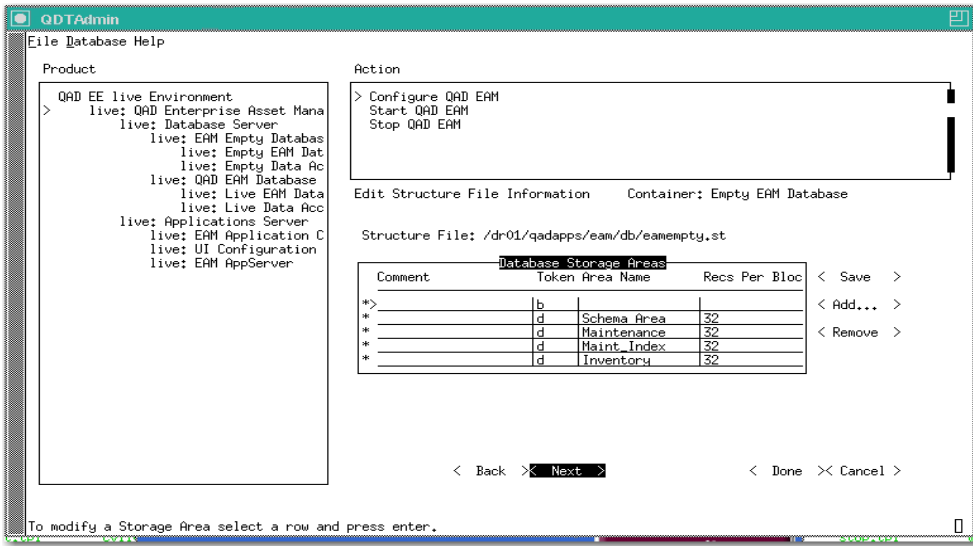 QDTAdmin
File Database Help
Product
QAD EE live Environment
> live: QAD Enterprise Asset Mana
live: Database Server
live: EAM Empty Databas
live: Empty EAM Dat
live: Empty Data Ac
live: QAD EAM Database
live: Live EAM Data
live: Live Data Acc
live: Applications Server
live: EAM Application C
live: UI Configuration
live: EAM AppServer
Action
> Configure QAD EAM
Start QAD EAM
Stop QAD EAM
Edit Structure File Information Container: Empty EAM Database
Structure File: /dr01/qadapps/eam/db/eamempty.st
Database Storage Areas
Comment Token Area Name Recs Per Bloc
*> b
* d Schema Area 32
* d Maintenance 32
* d Maint_Index 32
* d Inventory 32
< Save >
< Add... >
< Remove >
< Back >< Next > < Done >< Cancel >
To modify a Storage Area select a row and press enter.